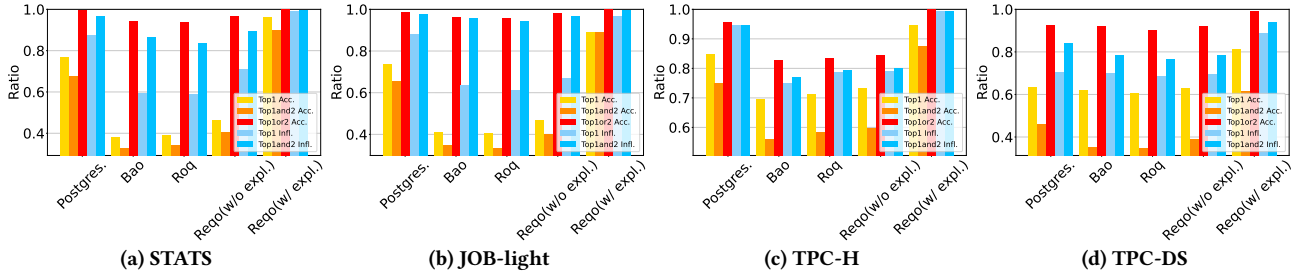 1.0
0.8
0.6
0.4
Ratio
Top1 Acc.
Top1and2 Acc.
Top1or2 Acc.
Top1 Infl.
Top1and2 Infl.
Postgres.
Bao
Roq
Reqo(w/o expl.)
Reqo(w/ expl.)
(a) STATS
1.0
0.8
0.6
0.4
Ratio
Top1 Acc.
Top1and2 Acc.
Top1or2 Acc.
Top1 Infl.
Top1and2 Infl.
Postgres.
Bao
Roq
Reqo(w/o expl.)
Reqo(w/ expl.)
(b) JOB-light
1.0
0.9
0.8
0.7
0.6
Ratio
Top1 Acc.
Top1and2 Acc.
Top1or2 Acc.
Top1 Infl.
Top1and2 Infl.
Postgres.
Bao
Roq
Reqo(w/o expl.)
Reqo(w/ expl.)
(c) TPC-H
1.0
0.8
0.6
0.4
Ratio
Top1 Acc.
Top1and2 Acc.
Top1or2 Acc.
Top1 Infl.
Top1and2 Infl.
Postgres.
Bao
Roq
Reqo(w/o expl.)
Reqo(w/ expl.)
(d) TPC-DS